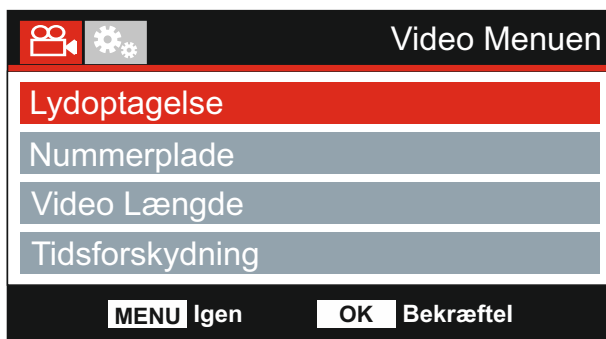 Video Menuen
Lydoptagelse
Nummerplade
Video Længde
Tidsforskydning
MENU Igen OK Bekræftel